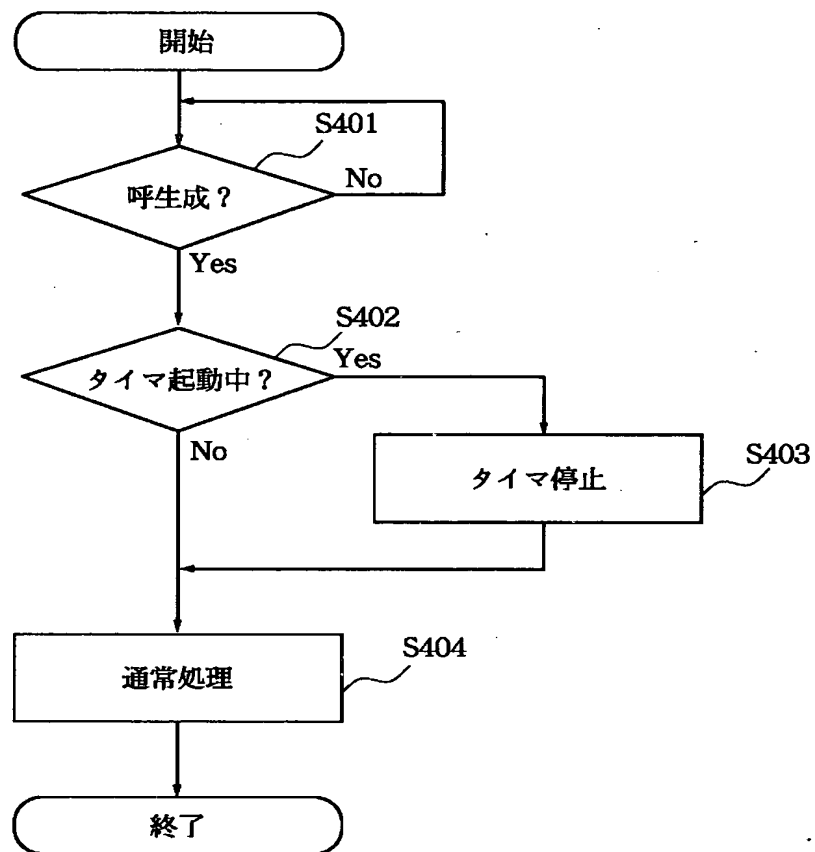 開始
S401
呼生成？
No
Yes
S402
タイマ起動中？
Yes
No
S403
タイマ停止
S404
通常処理
終了